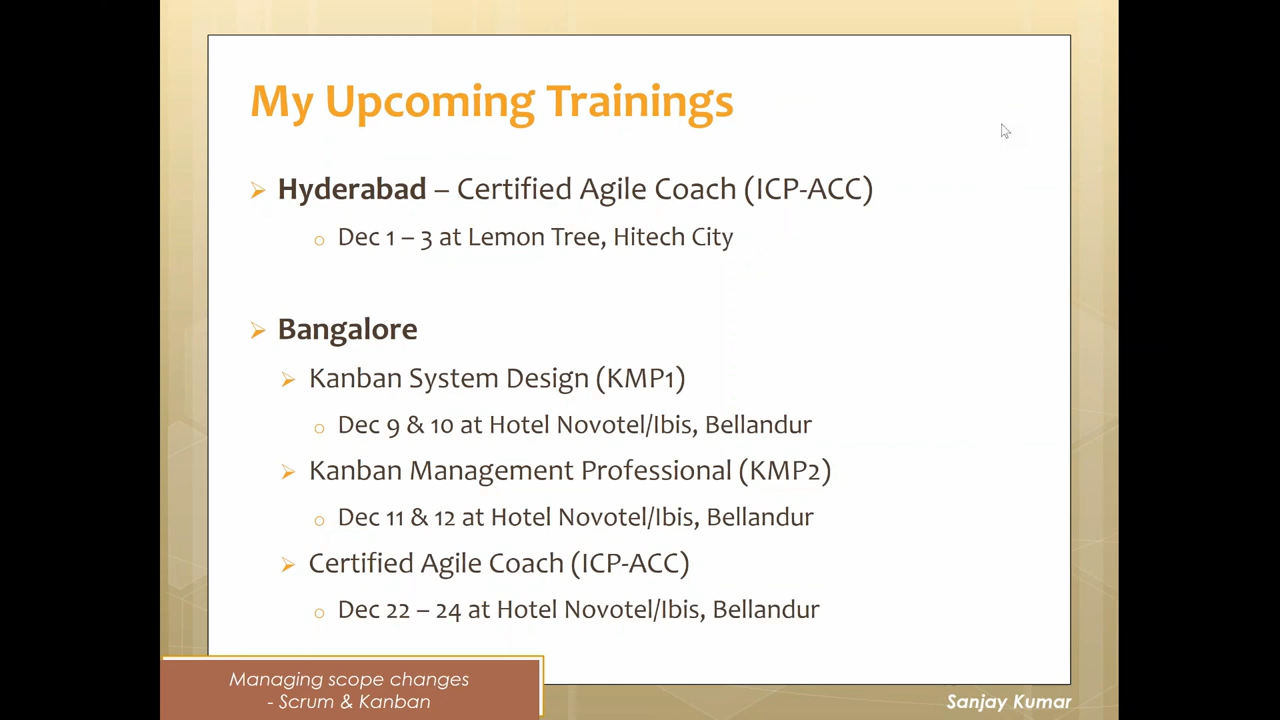 My Upcoming Trainings
Hyderabad – Certified Agile Coach (ICP-ACC)
Dec 1 – 3 at Lemon Tree, Hitech City
Bangalore
Kanban System Design (KMP1)
Dec 9 & 10 at Hotel Novotel/Ibis, Bellandur
Kanban Management Professional (KMP2)
Dec 11 & 12 at Hotel Novotel/Ibis, Bellandur
Certified Agile Coach (ICP-ACC)
Dec 22 – 24 at Hotel Novotel/Ibis, Bellandur
Managing scope changes
- Scrum & Kanban
Sanjay Kumar